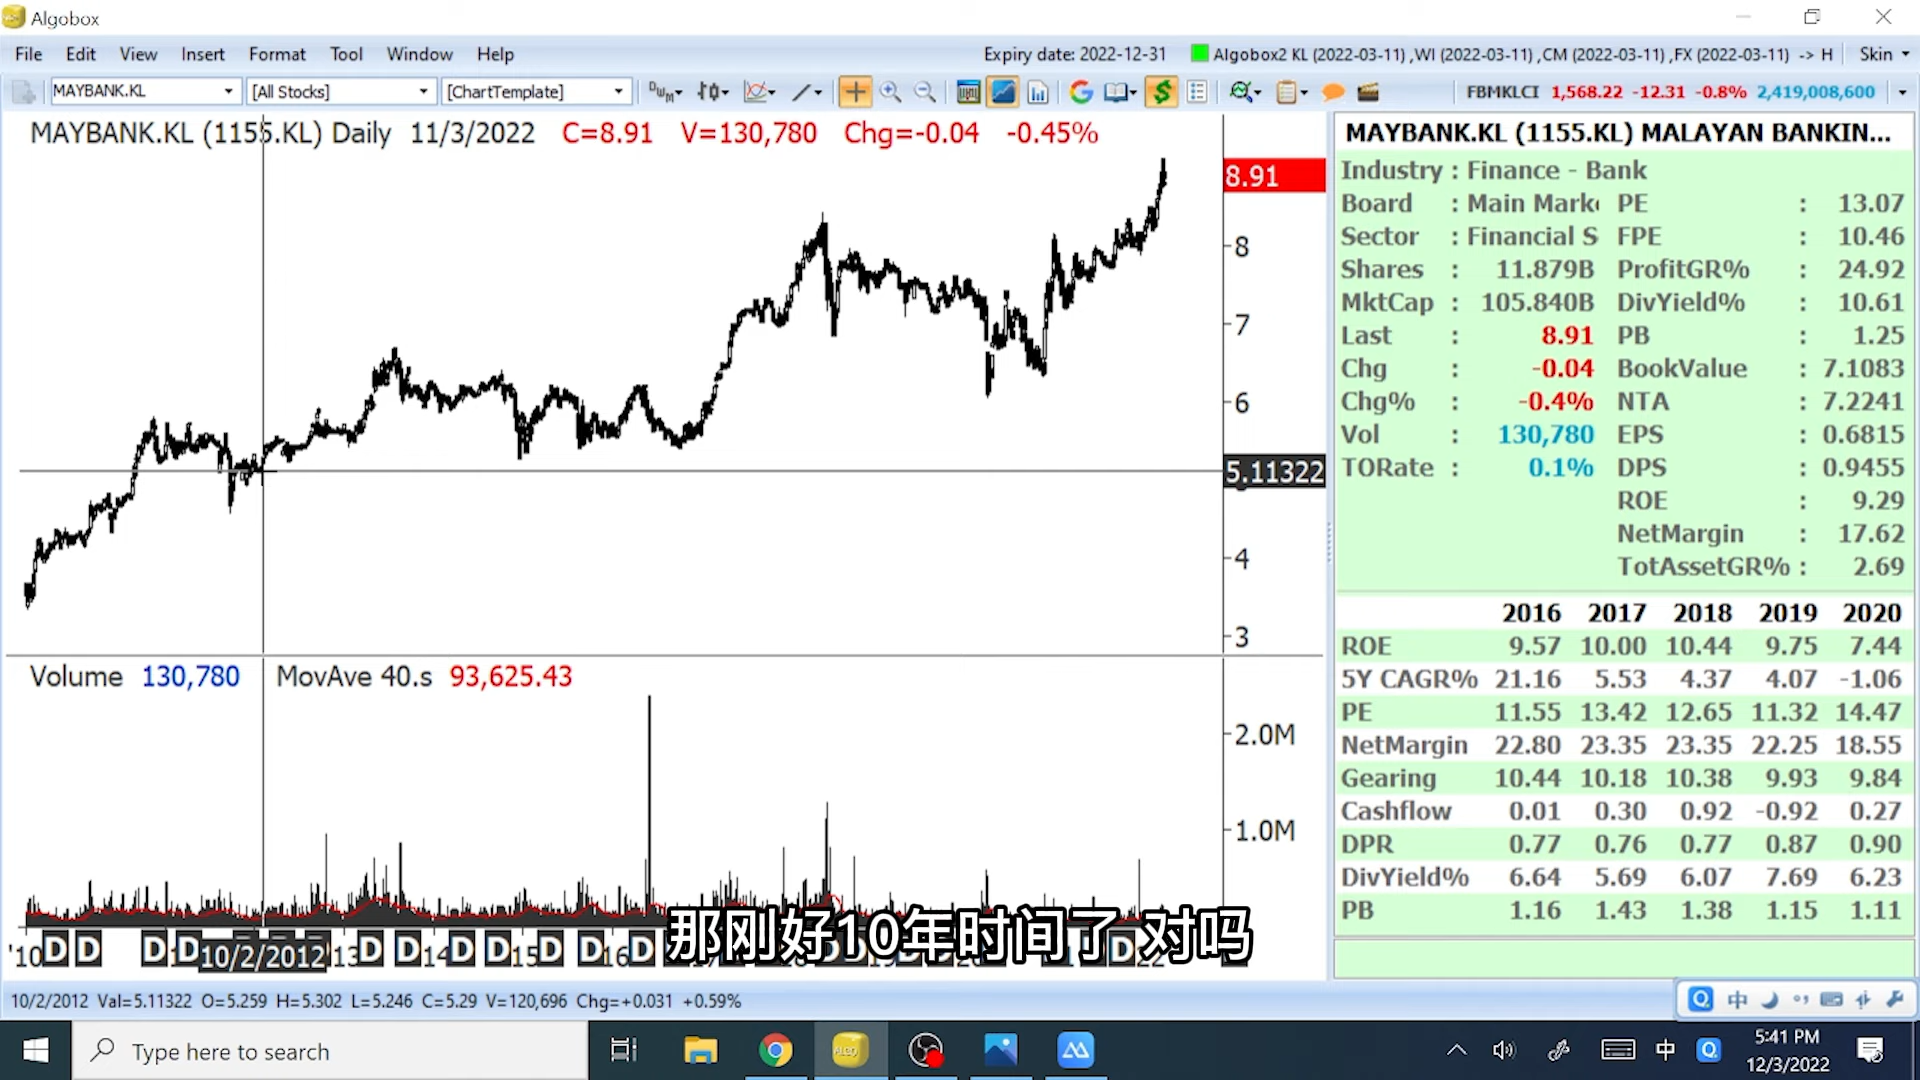 Algobox
File Edit View Insert Format Tool Window Help Expiry date: 2022-12-31 Algobox2 KL (2022-03-11) ,WI (2022-03-11) ,CM (2022-03-11) ,FX (2022-03-11) -> H Skin
MAYBANK.KL [All Stocks] [ChartTemplate] FBMKLCI 1,568.22 -12.31 -0.8% 2,419,008,600
MAYBANK.KL (1155.KL) Daily 11/3/2022 C=8.91 V=130,780 Chg=-0.04 -0.45%
8.91
8
7
6
5.11322
4
3
Volume 130,780 MovAve 40.s 93,625.43
2.0M
1.0M
'10 D D D D 10/2/2012 13 D D 14 D D 15 D D 16 D
那刚好10年时间了 对吗
10/2/2012 Val=5.11322 O=5.259 H=5.302 L=5.246 C=5.29 V=120,696 Chg=+0.031 +0.59%
MAYBANK.KL (1155.KL) MALAYAN BANKIN...
Industry : Finance - Bank
Board : Main Mark PE : 13.07
Sector : Financial S FPE : 10.46
Shares : 11.879B ProfitGR% : 24.92
MktCap : 105.840B DivYield% : 10.61
Last : 8.91 PB : 1.25
Chg : -0.04 BookValue : 7.1083
Chg% : -0.4% NTA : 7.2241
Vol : 130,780 EPS : 0.6815
TORate : 0.1% DPS : 0.9455
ROE : 9.29
NetMargin : 17.62
TotAssetGR% : 2.69
2016 2017 2018 2019 2020
ROE 9.57 10.00 10.44 9.75 7.44
5Y CAGR% 21.16 5.53 4.37 4.07 -1.06
PE 11.55 13.42 12.65 11.32 14.47
NetMargin 22.80 23.35 23.35 22.25 18.55
Gearing 10.44 10.18 10.38 9.93 9.84
Cashflow 0.01 0.30 0.92 -0.92 0.27
DPR 0.77 0.76 0.77 0.87 0.90
DivYield% 6.64 5.69 6.07 7.69 6.23
PB 1.16 1.43 1.38 1.15 1.11
中
Type here to search
中
5:41 PM
12/3/2022